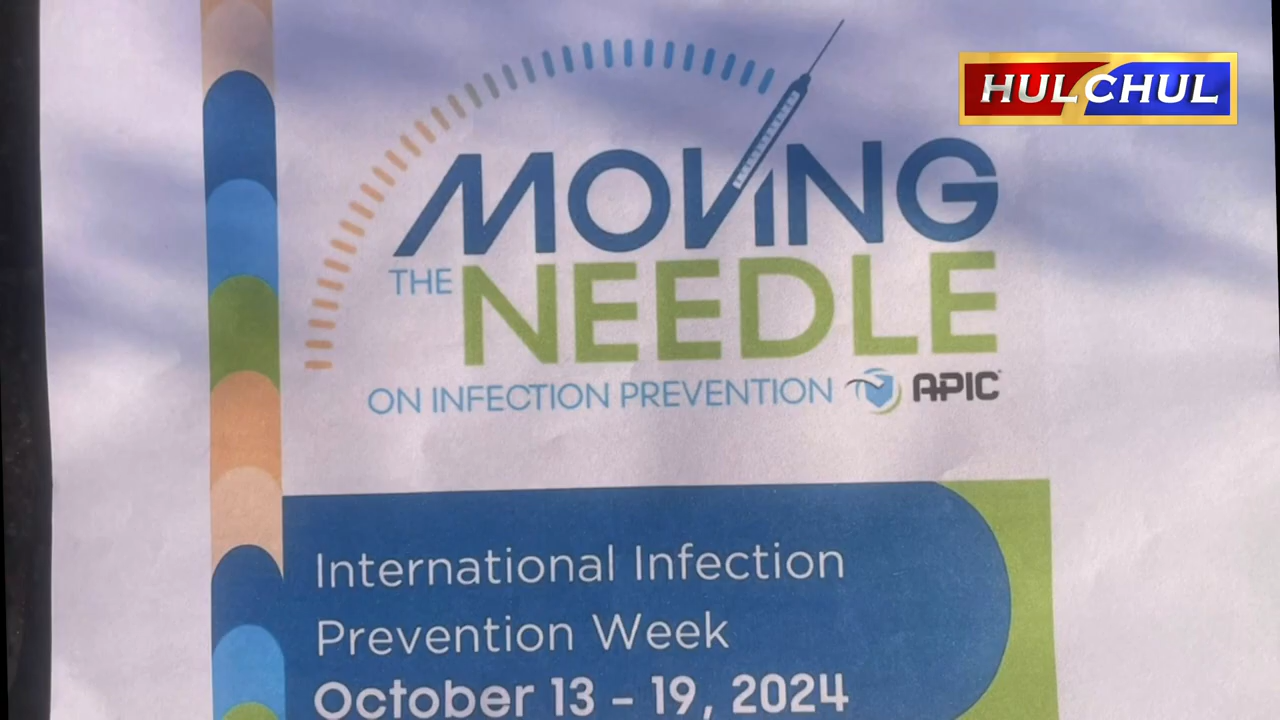 HULCHUL
MOVING
THE NEEDLE
ON INFECTION PREVENTION APIC
International Infection
Prevention Week
October 13 – 19, 2024